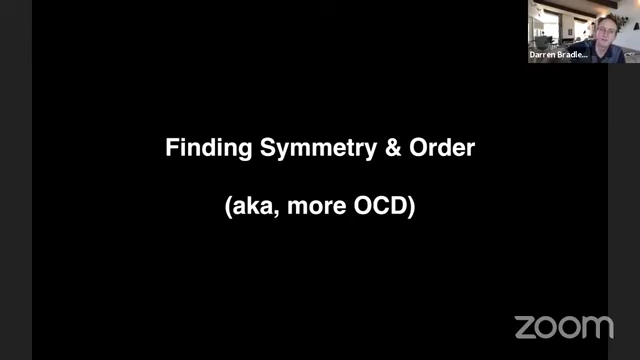 Darren Bradle...
Finding Symmetry & Order
(aka, more OCD)
zoom